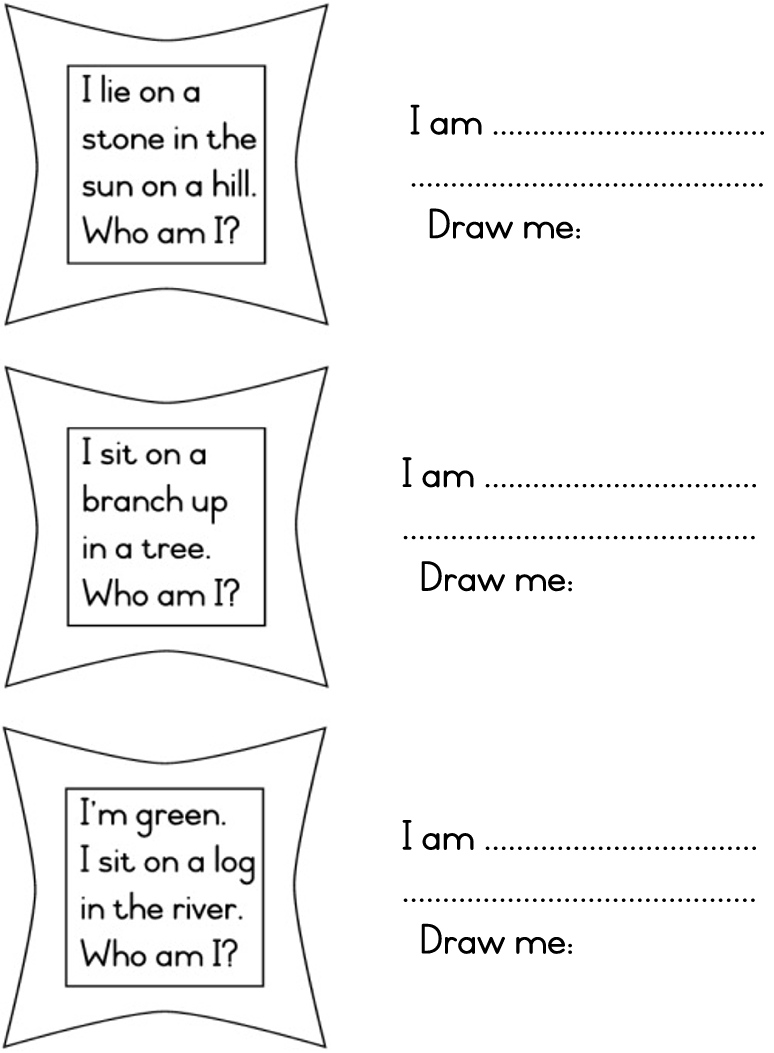 I lie on a
stone in the
sun on a hill.
Who am I?
I am ..................................
............................................
Draw me:
I sit on a
branch up
in a tree.
Who am I?
I am ..................................
............................................
Draw me:
I'm green.
I sit on a log
in the river.
Who am I?
I am ..................................
............................................
Draw me: